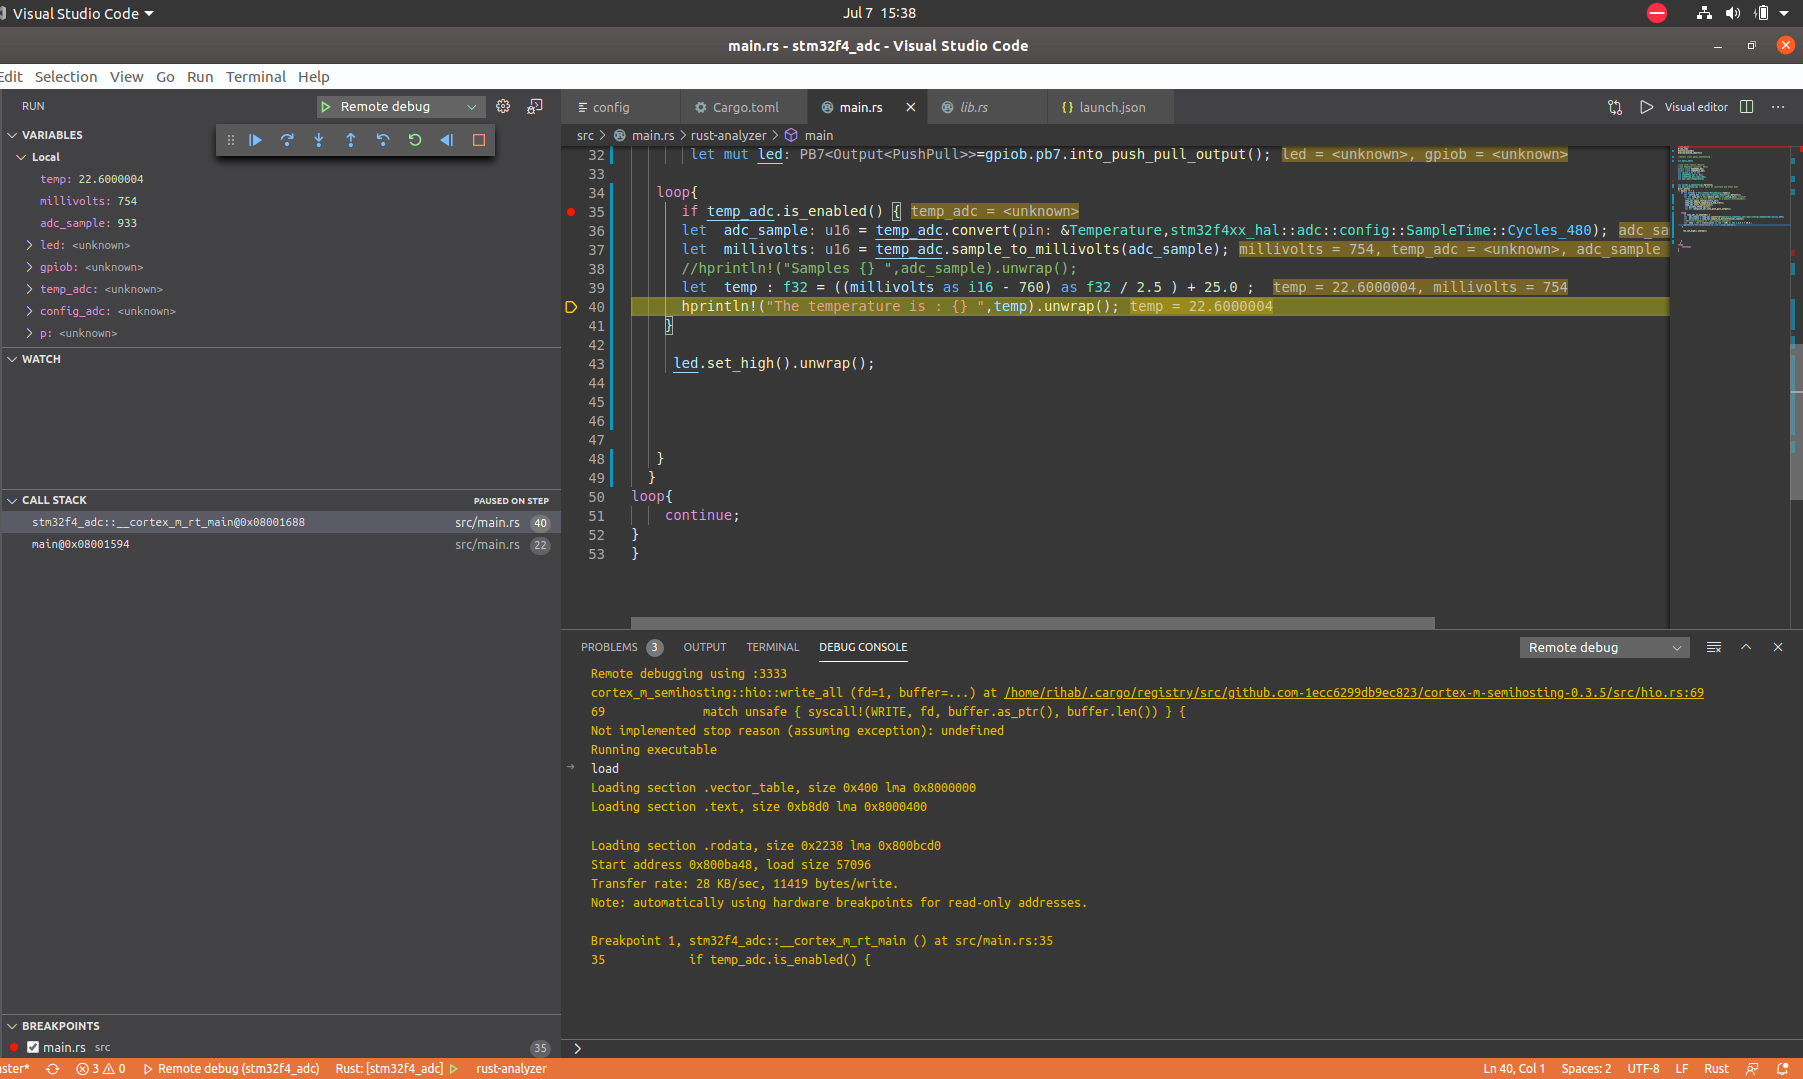 Visual Studio Code
Jul 7 15:38
main.rs - stm32f4_adc - Visual Studio Code
Edit Selection View Go Run Terminal Help
RUN
Remote debug
VARIABLES
Local
temp: 22.6000004
millivolts: 754
adc_sample: 933
led: <unknown>
gpiob: <unknown>
temp_adc: <unknown>
config_adc: <unknown>
p: <unknown>
WATCH
CALL STACK
PAUSED ON STEP
stm32f4_adc::__cortex_m_rt_main@0x08001688 src/main.rs 40
main@0x08001594 src/main.rs 22
BREAKPOINTS
main.rs src 35
config Cargo.toml main.rs lib.rs launch.json
Visual editor
src main.rs rust-analyzer main
32 let mut led: PB7<Output<PushPull>>=gpiob.pb7.into_push_pull_output(); led = <unknown>, gpiob = <unknown>
33
34 loop{
35 if temp_adc.is_enabled() { temp_adc = <unknown>
36 let adc_sample: u16 = temp_adc.convert(pin: &Temperature,stm32f4xx_hal::adc::config::SampleTime::Cycles_480); adc_sa
37 let millivolts: u16 = temp_adc.sample_to_millivolts(adc_sample); millivolts = 754, temp_adc = <unknown>, adc_sample
38 //hprintln!("Samples {} ",adc_sample).unwrap();
39 let temp : f32 = ((millivolts as i16 - 760) as f32 / 2.5 ) + 25.0 ; temp = 22.6000004, millivolts = 754
40 hprintln!("The temperature is : {} ",temp).unwrap(); temp = 22.6000004
41 }
42
43 led.set_high().unwrap();
44
45
46
47
48 }
49 }
50 loop{
51 continue;
52 }
53 }
PROBLEMS 3 OUTPUT TERMINAL DEBUG CONSOLE
Remote debug
Remote debugging using :3333
cortex_m_semihosting::hio::write_all (fd=1, buffer=...) at /home/rihab/.cargo/registry/src/github.com-1ecc6299db9ec823/cortex-m-semihosting-0.3.5/src/hio.rs:69
69 match unsafe { syscall!(WRITE, fd, buffer.as_ptr(), buffer.len()) } {
Not implemented stop reason (assuming exception): undefined
Running executable
load
Loading section .vector_table, size 0x400 lma 0x8000000
Loading section .text, size 0xb8d0 lma 0x8000400
Loading section .rodata, size 0x2238 lma 0x800bcd0
Start address 0x800ba48, load size 57096
Transfer rate: 28 KB/sec, 11419 bytes/write.
Note: automatically using hardware breakpoints for read-only addresses.
Breakpoint 1, stm32f4_adc::__cortex_m_rt_main () at src/main.rs:35
35 if temp_adc.is_enabled() {
ster* 3 0 Remote debug (stm32f4_adc) Rust: [stm32f4_adc] rust-analyzer
Ln 40, Col 1 Spaces: 2 UTF-8 LF Rust